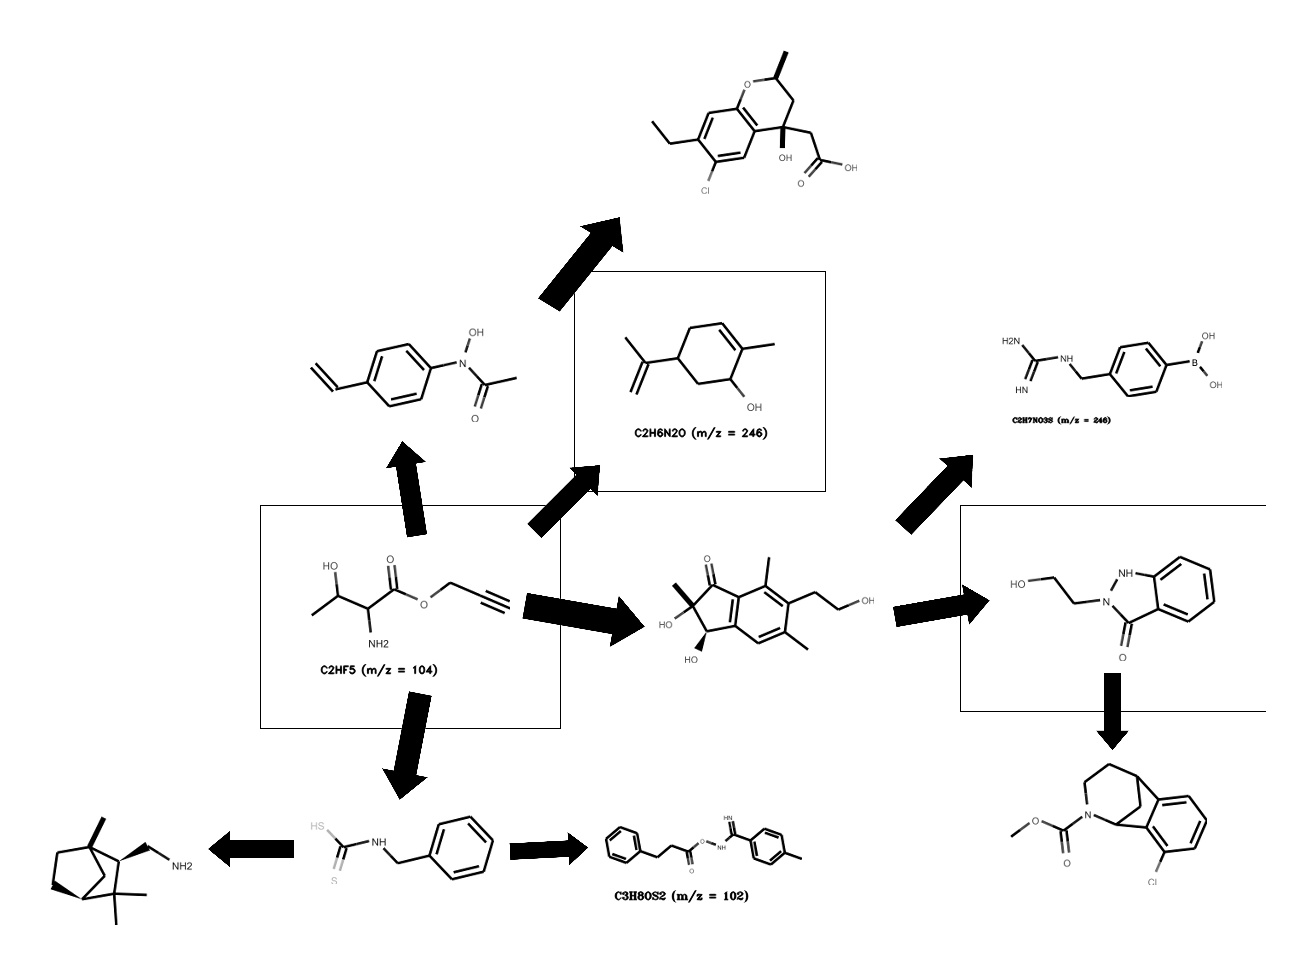 O
OH
O
OH
Cl
OH
N
O
OH
C2H6N2O (m/z = 246)
H2N
NH
HN
B
OH
OH
C2H7NO3S (m/z = 246)
HO
O
O
NH2
C2HF5 (m/z = 104)
O
HO
HO
OH
HO
NH
N
O
NH2
HS
NH
S
HN
O
NH
O
C3H8OS2 (m/z = 102)
O
N
O
Cl